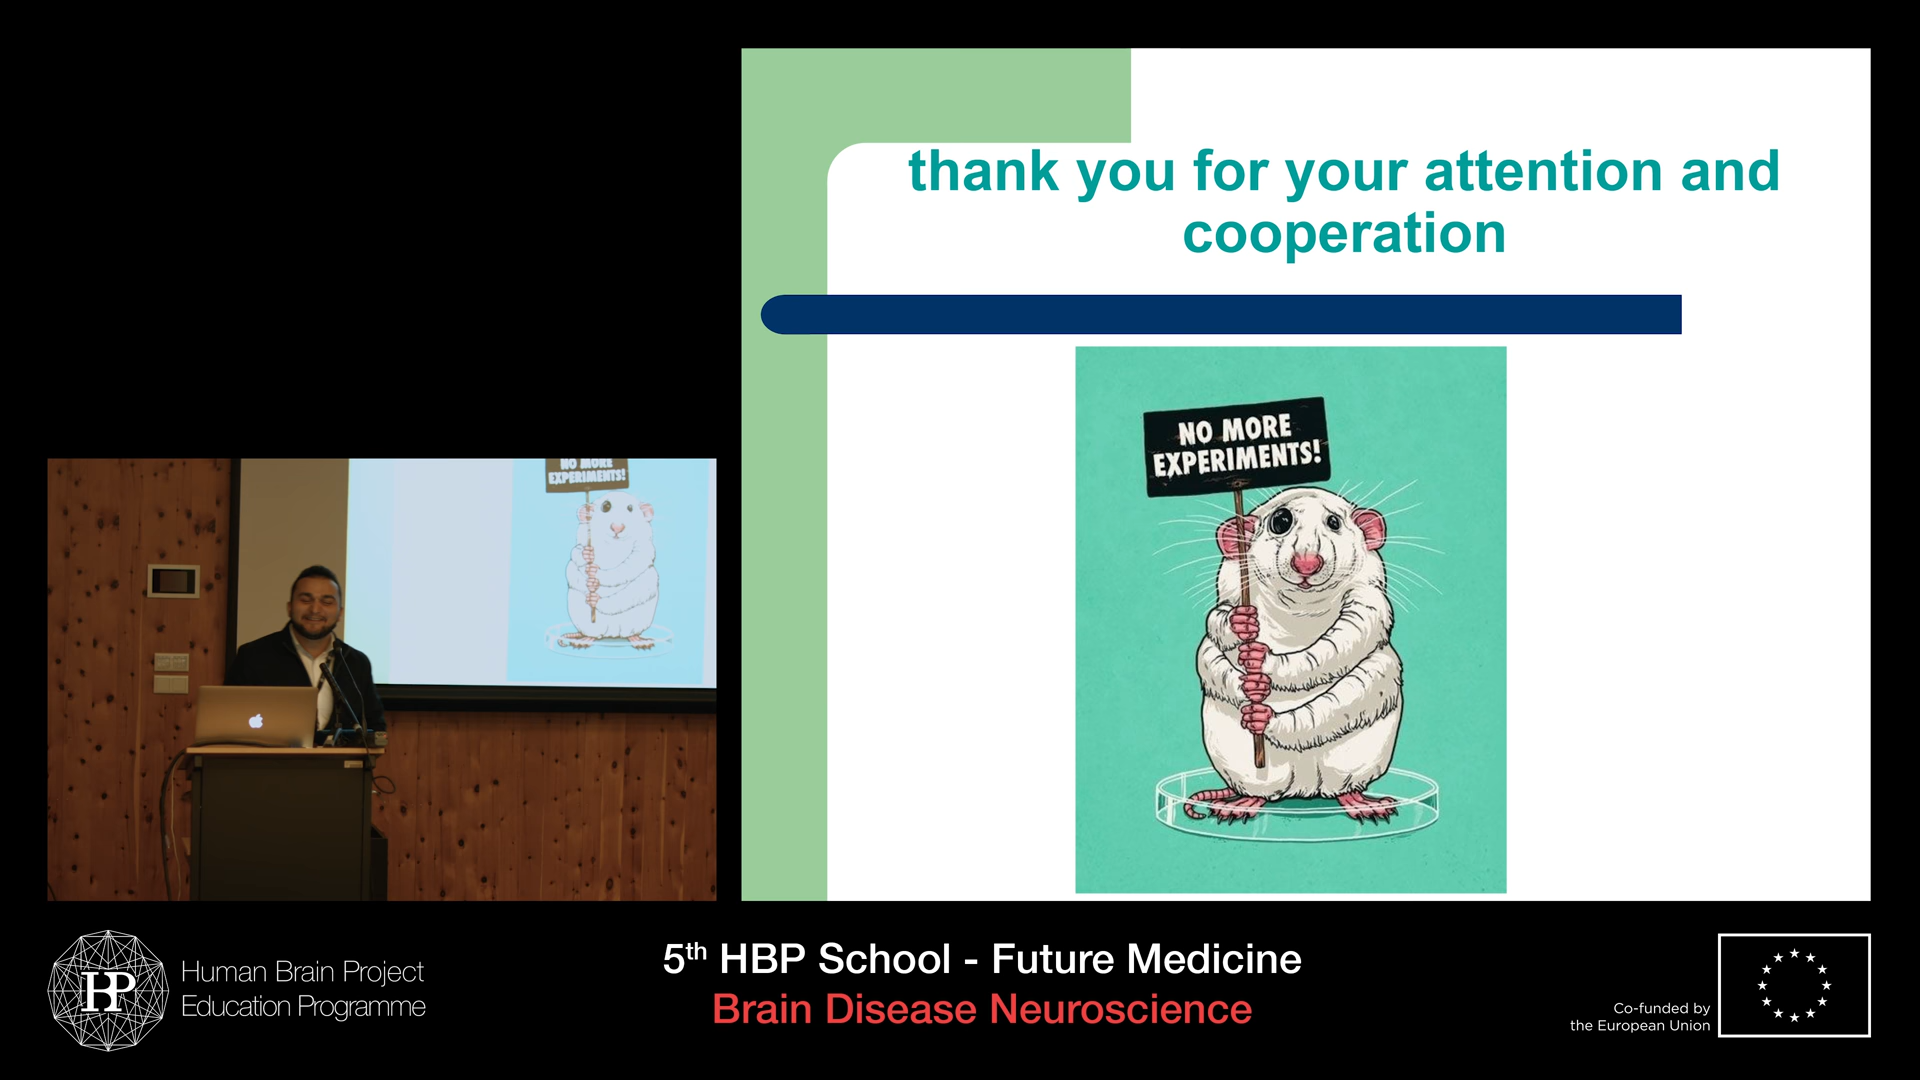 thank you for your attention and
cooperation
NO MORE
EXPERIMENTS!
NO MORE
EXPERIMENTS!
HBP
Human Brain Project
Education Programme
5th HBP School - Future Medicine
Brain Disease Neuroscience
Co-funded by
the European Union